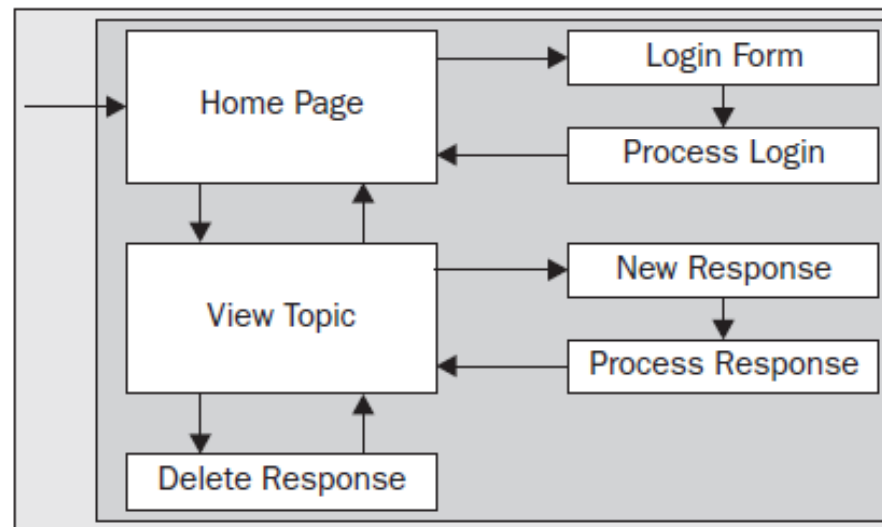 Home Page
Login Form
Process Login
View Topic
New Response
Process Response
Delete Response